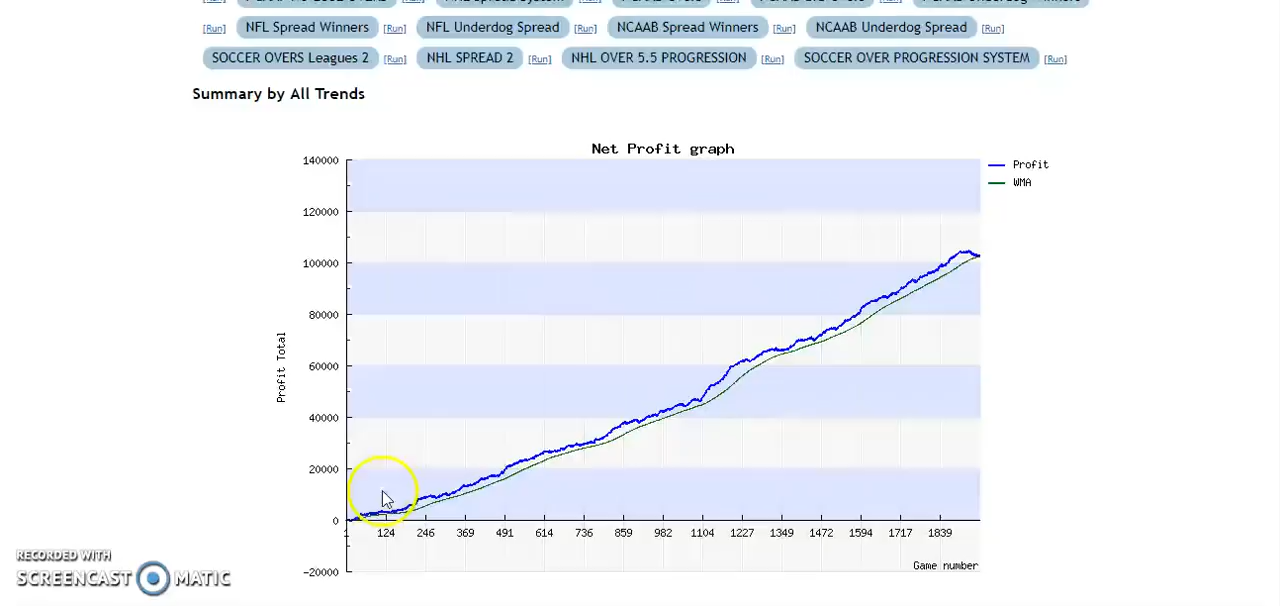 [Run] NFL Spread Winners [Run] NFL Underdog Spread [Run] NCAAB Spread Winners [Run] NCAAB Underdog Spread [Run]
SOCCER OVERS Leagues 2 [Run] NHL SPREAD 2 [Run] NHL OVER 5.5 PROGRESSION [Run] SOCCER OVER PROGRESSION SYSTEM [Run]
Summary by All Trends
Net Profit graph
Profit
WMA
140000
120000
100000
80000
60000
40000
20000
0
-20000
Profit Total
1 124 246 369 491 614 736 859 982 1104 1227 1349 1472 1594 1717 1839
Game number
RECORDED WITH
SCREENCAST MATIC